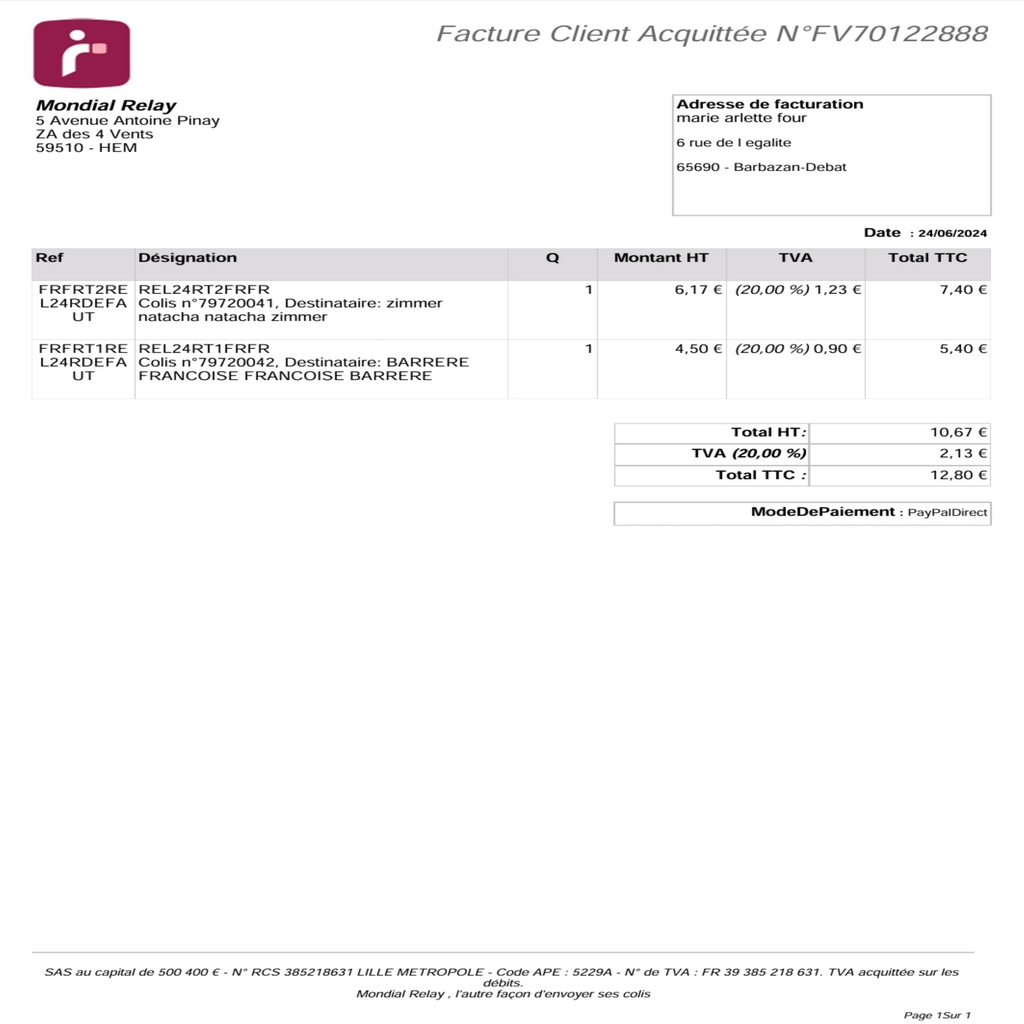 Facture Client Acquittée N°FV70122888
Mondial Relay
5 Avenue Antoine Pinay
ZA des 4 Vents
59510 - HEM
Adresse de facturation
marie arlette four
6 rue de l egalite
65690 - Barbazan-Debat
Date : 24/06/2024
Ref Désignation Q Montant HT TVA Total TTC
FRFRT2RE REL24RT2FRFR 1 6,17 € (20,00 %) 1,23 € 7,40 €
L24RDEFA Colis n°79720041, Destinataire: zimmer
UT natacha natacha zimmer
FRFRT1RE REL24RT1FRFR 1 4,50 € (20,00 %) 0,90 € 5,40 €
L24RDEFA Colis n°79720042, Destinataire: BARRERE
UT FRANCOISE FRANCOISE BARRERE
Total HT: 10,67 €
TVA (20,00 %) 2,13 €
Total TTC : 12,80 €
ModeDePaiement : PayPalDirect
SAS au capital de 500 400 € - N° RCS 385218631 LILLE METROPOLE - Code APE : 5229A - N° de TVA : FR 39 385 218 631. TVA acquittée sur les
débits.
Mondial Relay , l'autre façon d'envoyer ses colis
Page 1Sur 1